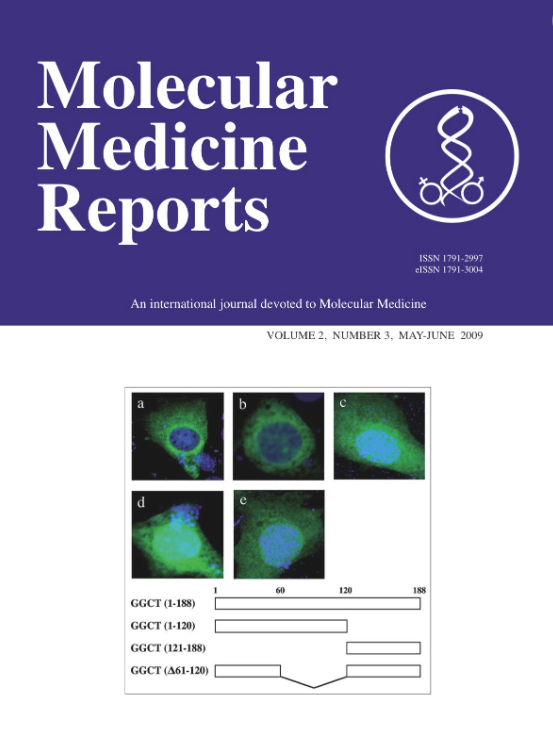 Molecular
Medicine
Reports
ISSN 1791-2997
eISSN 1791-3004
An international journal devoted to Molecular Medicine
VOLUME 2, NUMBER 3, MAY-JUNE 2009
a
b
c
d
e
1 60 120 188
GGCT (1-188)
GGCT (1-120)
GGCT (121-188)
GGCT (Δ61-120)